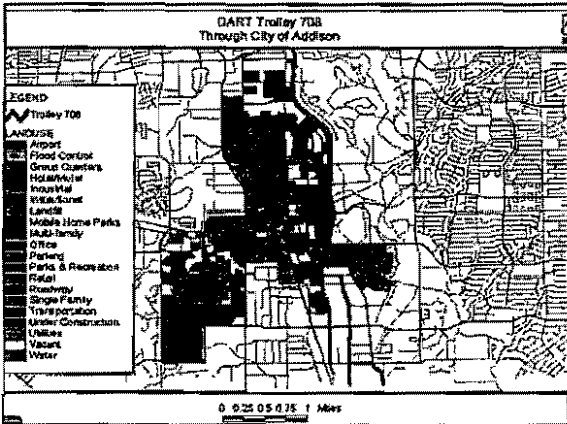 DART Trolley 708
Through City of Addison
LEGEND
Trolley 708
LANDUSE
Airport
Flood Control
Group Quarters
Hotel/Motel
Industrial
Institutional
Landfill
Mobile Home Parks
Multi-family
Office
Parking
Parks & Recreation
Retail
Roadway
Single Family
Transportation
Under Construction
Utilities
Vacant
Water
0 0.25 0.5 0.75 1 Miles